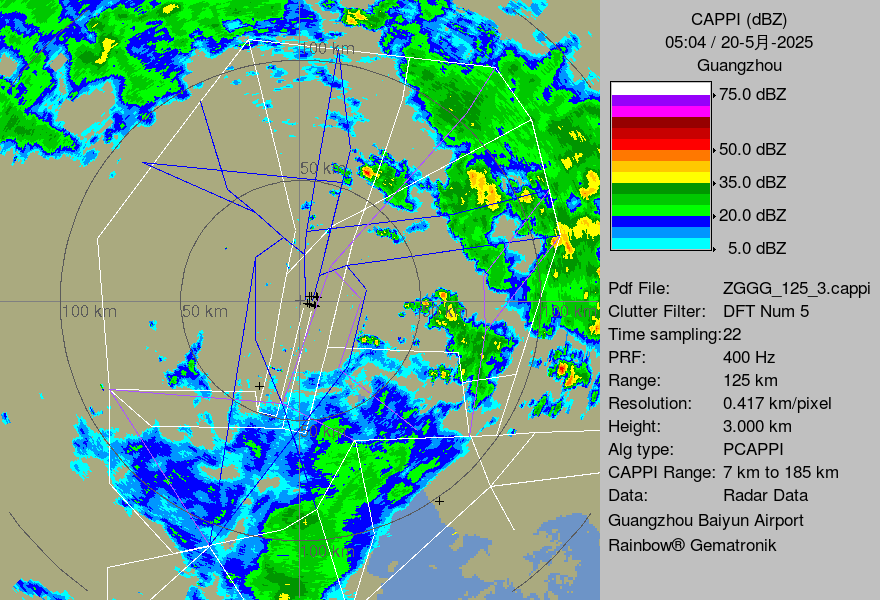 CAPPI (dBZ)
05:04 / 20-5月-2025
Guangzhou
75.0 dBZ
50.0 dBZ
35.0 dBZ
20.0 dBZ
5.0 dBZ
Pdf File: ZGGG_125_3.cappi
Clutter Filter: DFT Num 5
Time sampling:22
PRF: 400 Hz
Range: 125 km
Resolution: 0.417 km/pixel
Height: 3.000 km
Alg type: PCAPPI
CAPPI Range: 7 km to 185 km
Data: Radar Data
Guangzhou Baiyun Airport
Rainbow® Gematronik
100 km
50 km
100 km
50 km
50 km
100 km
50 km
100 km